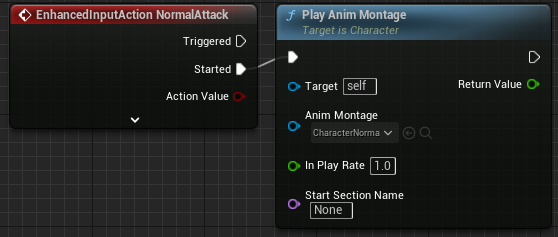 EnhancedInputAction NormalAttack
Triggered
Started
Action Value
Play Anim Montage
Target is Character
Target self
Return Value
Anim Montage
CharacterNorma
In Play Rate 1.0
Start Section Name
None